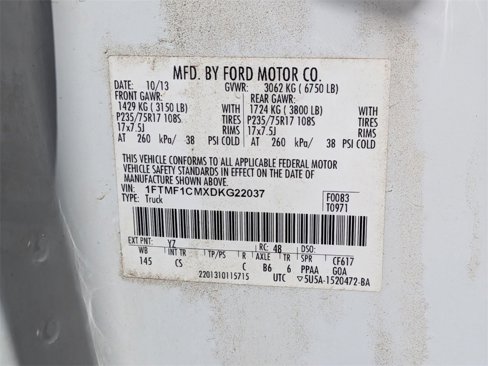 MFD. BY FORD MOTOR CO.
DATE: 10/13 GVWR: 3062 KG ( 6750 LB)
FRONT GAWR: REAR GAWR:
1429 KG ( 3150 LB) WITH 1724 KG ( 3800 LB) WITH
P235/75R17 108S TIRES P235/75R17 108S TIRES
17x7.5J RIMS 17x7.5J RIMS
AT 260 kPa/ 38 PSI COLD AT 260 kPa/ 38 PSI COLD
THIS VEHICLE CONFORMS TO ALL APPLICABLE FEDERAL MOTOR
VEHICLE SAFETY STANDARDS IN EFFECT ON THE DATE OF
MANUFACTURE SHOWN ABOVE.
VIN: 1FTMF1CMXDKG22037 F0083
TYPE: Truck T0971
EXT PNT: YZ RC: 48 DSO:
WB INT TR TP/PS R AXLE TR SPR CF617
145 CS C B6 6 PPAA GOA
2201310115715 UTC ▽5U5A-1520472-BA